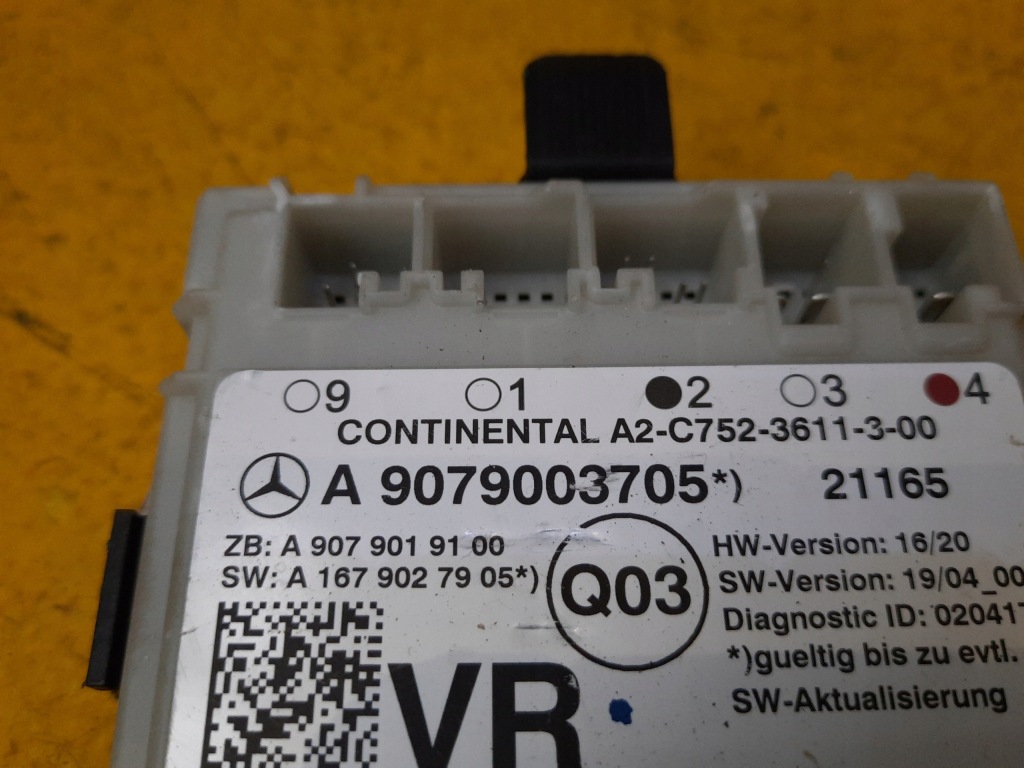 9 1 2 3 4
CONTINENTAL A2-C752-3611-3-00
A 9079003705*) 21165
ZB: A 907 901 91 00
SW: A 167 902 79 05*)
Q03
HW-Version: 16/20
SW-Version: 19/04_00
Diagnostic ID: 020417
*)gueltig bis zu evtl.
SW-Aktualisierung
VR